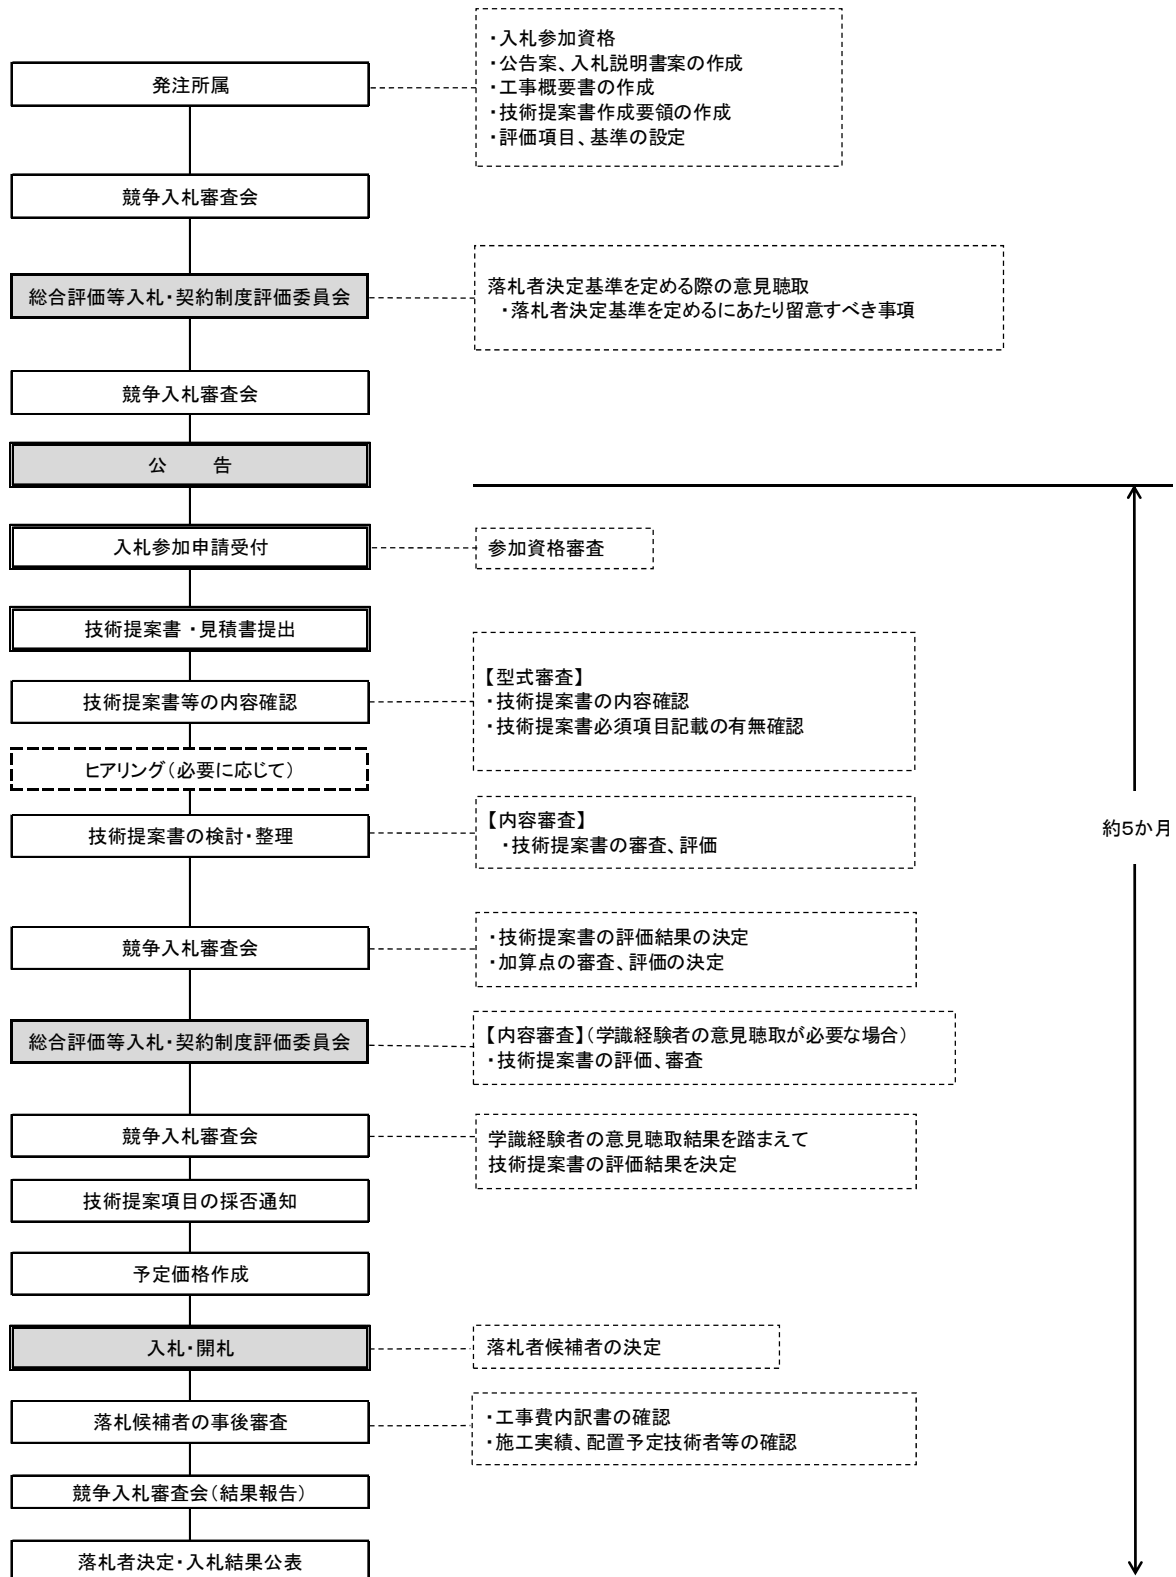 発注所属
・入札参加資格
・公告案、入札説明書案の作成
・工事概要書の作成
・技術提案書作成要領の作成
・評価項目、基準の設定
競争入札審査会
総合評価等入札・契約制度評価委員会
落札者決定基準を定める際の意見聴取
・落札者決定基準を定めるにあたり留意すべき事項
競争入札審査会
公　　告
入札参加申請受付
参加資格審査
技術提案書・見積書提出
技術提案書等の内容確認
【型式審査】
・技術提案書の内容確認
・技術提案書必須項目記載の有無確認
ヒアリング（必要に応じて）
技術提案書の検討・整理
【内容審査】
・技術提案書の審査、評価
約5か月
競争入札審査会
・技術提案書の評価結果の決定
・加算点の審査、評価の決定
総合評価等入札・契約制度評価委員会
【内容審査】（学識経験者の意見聴取が必要な場合）
・技術提案書の評価、審査
競争入札審査会
学識経験者の意見聴取結果を踏まえて
技術提案書の評価結果を決定
技術提案項目の採否通知
予定価格作成
入札・開札
落札者候補者の決定
落札候補者の事後審査
・工事費内訳書の確認
・施工実績、配置予定技術者等の確認
競争入札審査会（結果報告）
落札者決定・入札結果公表